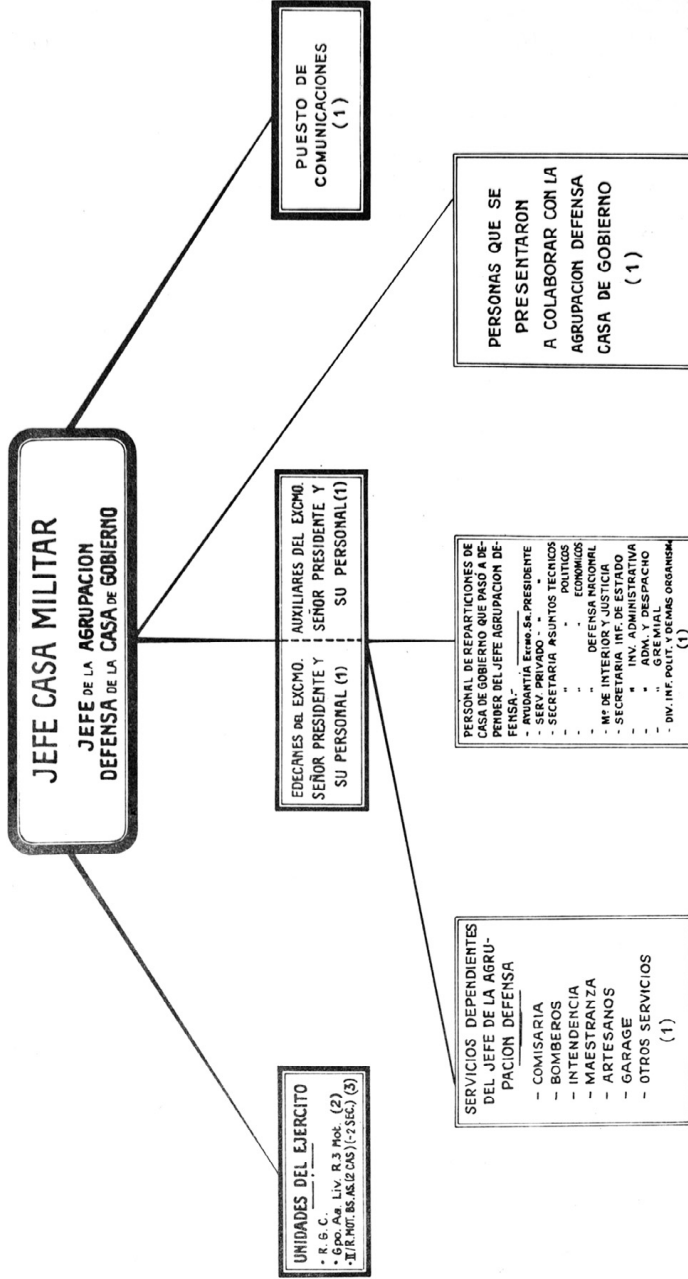 JEFE CASA MILITAR
JEFE DE LA AGRUPACION
DEFENSA DE LA CASA DE GOBIERNO
UNIDADES DEL EJERCITO
• R. G. C.
• Gpo. Aa. Liv. R.3 Mot. (2)
• II/R.MOT. BS. AS. (2 CAS) (-2 SEC.) (3)
EDECANES DEL EXCMO.
SEÑOR PRESIDENTE Y
SU PERSONAL (1)
AUXILIARES DEL EXCMO.
SEÑOR PRESIDENTE Y
SU PERSONAL (1)
PUESTO DE
COMUNICACIONES
(1)
SERVICIOS DEPENDIENTES
DEL JEFE DE LA AGRU-
PACION DEFENSA
- COMISARIA
- BOMBEROS
- INTENDENCIA
- MAESTRANZA
- ARTESANOS
- GARAGE
- OTROS SERVICIOS
(1)
PERSONAL DE REPARTICIONES DE
CASA DE GOBIERNO QUE PASÓ A DE-
PENDER DEL JEFE AGRUPACION DE-
FENSA.-
- AYUDANTÍA Excmo. Sr. PRESIDENTE
- SERV. PRIVADO - " "
- SECRETARIA ASUNTOS TECNICOS
- " " POLITICOS
- " " ECONOMICOS
- " DEFENSA NACIONAL
- Mº DE INTERIOR Y JUSTICIA
- SECRETARIA INF. DE ESTADO
- " INV. ADMINISTRATIVA
- " ADM. Y DESPACHO
- " GREMIAL
- DIV. INF. POLIT. Y DEMAS ORGANISM.
(1)
PERSONAS QUE SE
PRESENTARON
A COLABORAR CON LA
AGRUPACION DEFENSA
CASA DE GOBIERNO
(1)